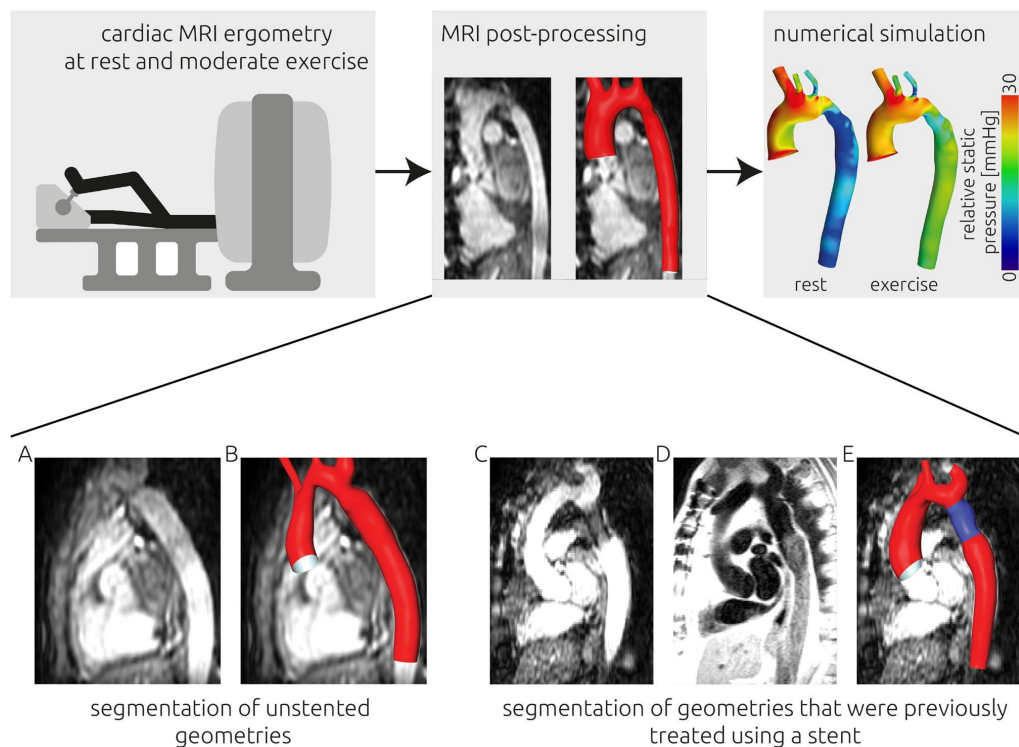 cardiac MRI ergometry
at rest and moderate exercise
MRI post-processing
numerical simulation
30
relative static
pressure [mmHg]
0
rest
exercise
A
B
C
D
E
segmentation of unstented
geometries
segmentation of geometries that were previously
treated using a stent